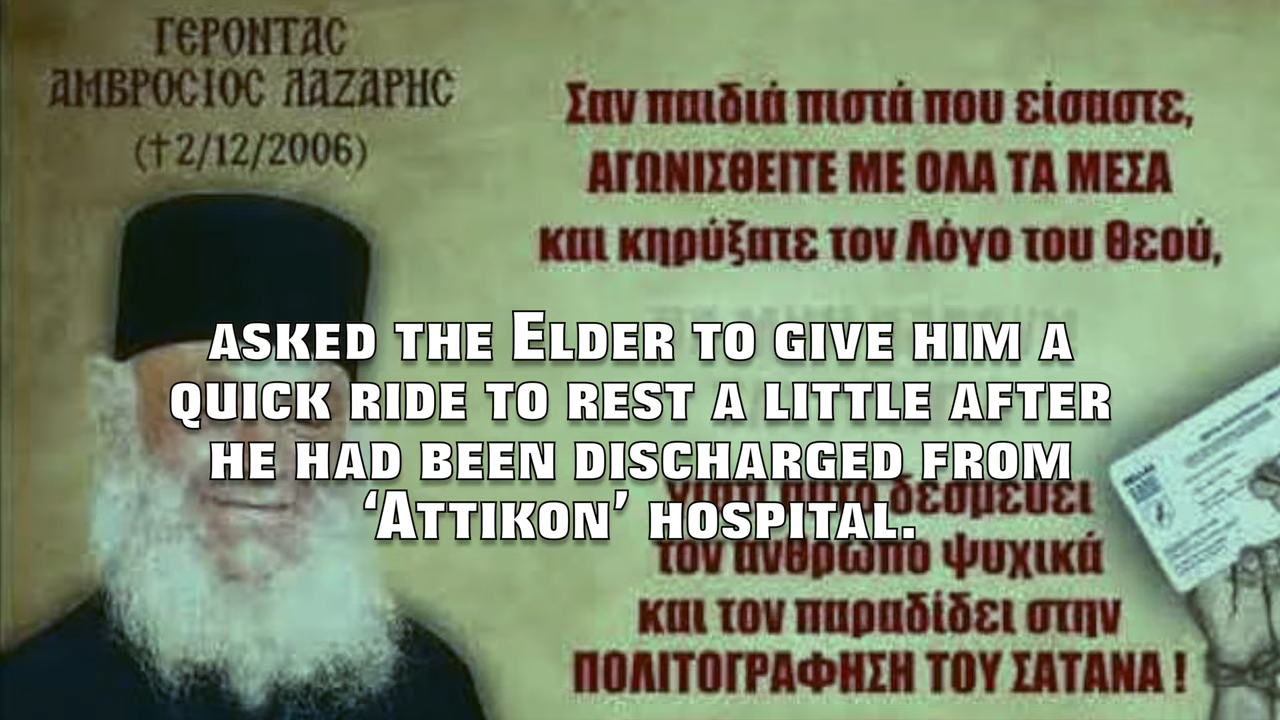 ΓΕΡΟΝΤΑΣ
ΑΜΒΡΟΣΙΟΣ ΛΑΖΑΡΗΣ
(✝2/12/2006)
Σαν παιδιά πιστά που είσαστε,
ΑΓΩΝΙΣΘΕΙΤΕ ΜΕ ΟΛΑ ΤΑ ΜΕΣΑ
και κηρύξατε τον Λόγο του Θεού,
ASKED THE ELDER TO GIVE HIM A
QUICK RIDE TO REST A LITTLE AFTER
HE HAD BEEN DISCHARGED FROM
‘ATTIKON’ HOSPITAL.
δεσμεύει
τον άνθρωπο ψυχικά
και τον παραδίδει στην
ΠΟΛΙΤΟΓΡΑΦΗΣΗ ΤΟΥ ΣΑΤΑΝΑ !